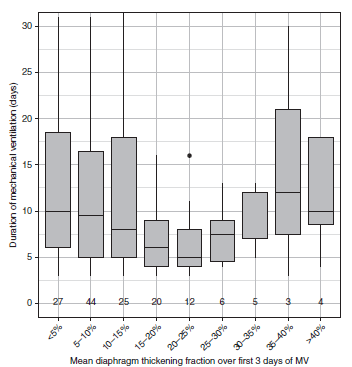 Duration of mechanical ventilation (days)
30
25
20
15
10
5
0
27 44 25 20 12 6 5 3 4
<5% 5–10% 10–15% 15–20% 20–25% 25–30% 30–35% 35–40% >40%
Mean diaphragm thickening fraction over first 3 days of MV